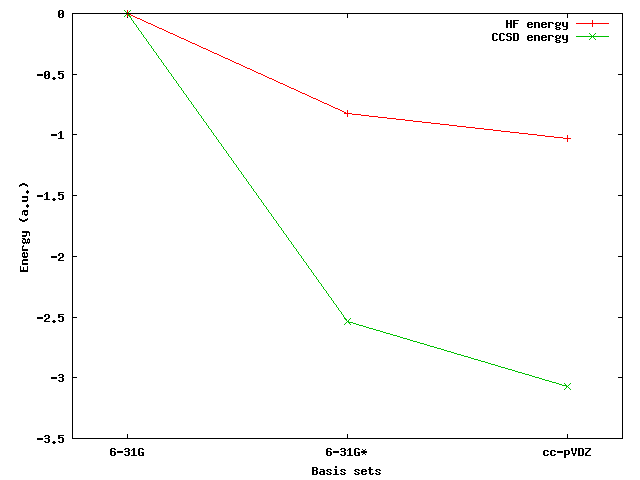 HF energy
CCSD energy
0
-0.5
-1
-1.5
-2
-2.5
-3
-3.5
Energy (a.u.)
6-31G 6-31G* cc-pVDZ
Basis sets